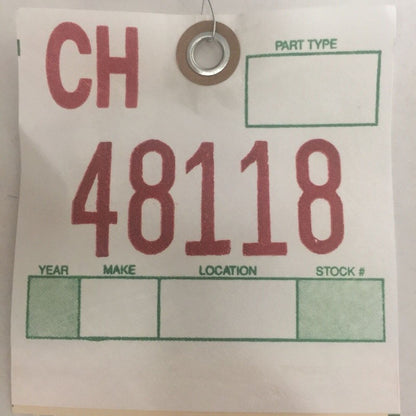 CH
PART TYPE
48118
YEAR MAKE LOCATION STOCK #